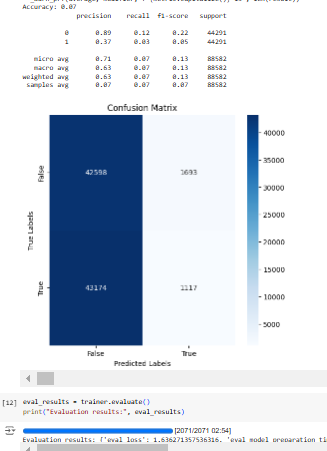 Accuracy: 0.07
precision recall f1-score support
0 0.89 0.12 0.22 44291
1 0.37 0.03 0.05 44291
micro avg 0.71 0.07 0.13 88582
macro avg 0.63 0.07 0.13 88582
weighted avg 0.63 0.07 0.13 88582
samples avg 0.07 0.07 0.07 88582
Confusion Matrix
True Labels
False
True
42598
1693
43174
1117
False
True
Predicted Labels
40000
35000
30000
25000
20000
15000
10000
5000
[12] eval_results = trainer.evaluate()
print("Evaluation results:", eval_results)
[2071/2071 02:54]
Evaluation results: {'eval_loss': 1.636271357536316, 'eval_model_preparation_ti